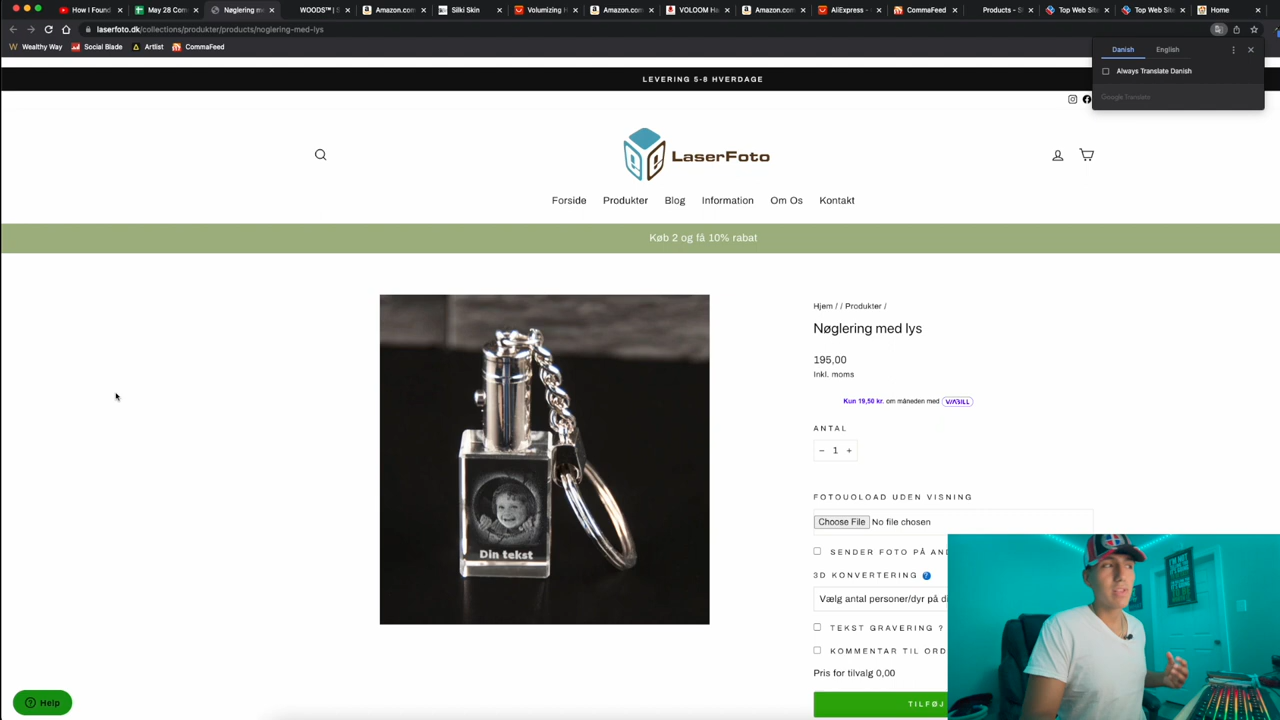 How I Found
May 28 Com
Nøglering m
WOODS™ | S
Amazon.com
Silki Skin
Volumizing H
Amazon.com
VOLOOM Ha
Amazon.com
AliExpress -
CommaFeed
Products – S
Top Web Sit
Top Web Sit
Home
laserfoto.dk/collections/produkter/products/noglering-med-lys
Wealthy Way
Social Blade
Artlist
CommaFeed
Danish
English
Always Translate Danish
Google Translate
LEVERING 5-8 HVERDAGE
LaserFoto
Forside
Produkter
Blog
Information
Om Os
Kontakt
Køb 2 og få 10% rabat
Hjem / / Produkter /
Nøglering med lys
195,00
Inkl. moms
Kun 19,50 kr. om måneden med ViaBill
ANTAL
− 1 +
FOTOUOLOAD UDEN VISNING
Choose File No file chosen
SENDER FOTO PÅ AN
3D KONVERTERING ?
Vælg antal personer/dyr på di
TEKST GRAVERING ?
KOMMENTAR TIL ORD
Pris for tilvalg 0,00
TILFØJ
Din tekst
Help